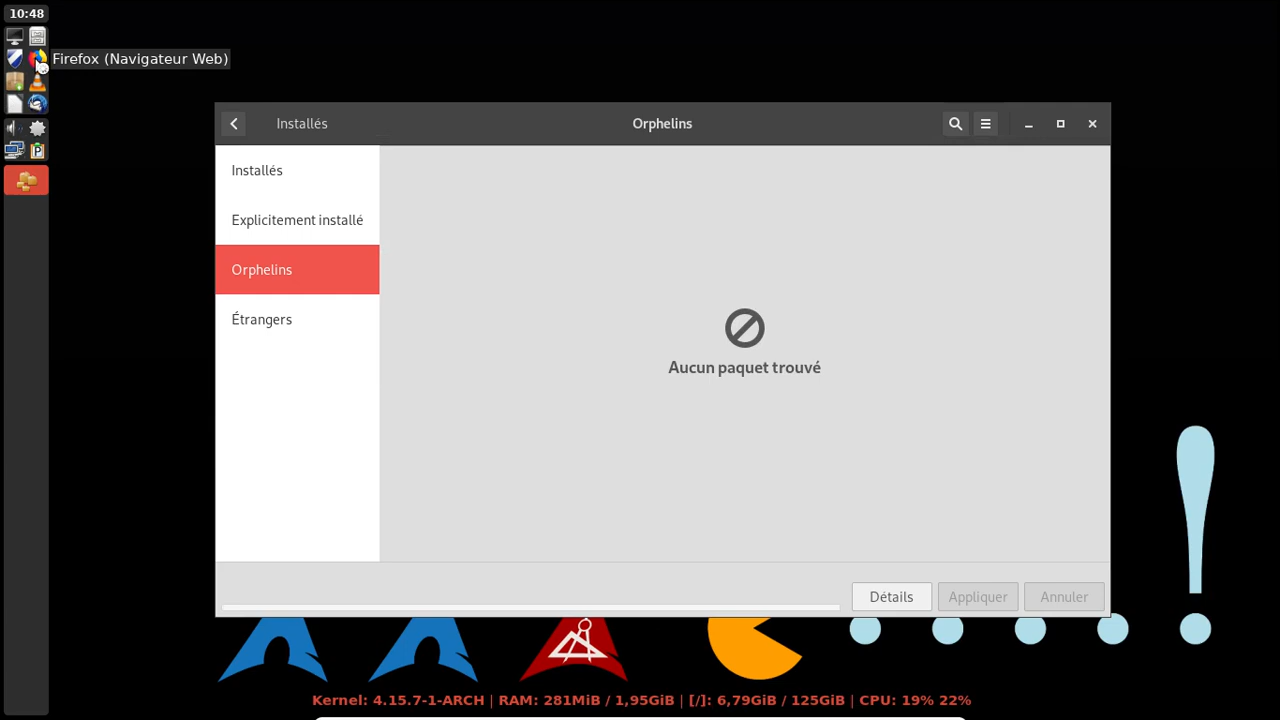 10:48
Firefox (Navigateur Web)
Installés
Orphelins
Installés
Explicitement installé
Orphelins
Étrangers
Aucun paquet trouvé
Détails
Appliquer
Annuler
Kernel: 4.15.7-1-ARCH | RAM: 281MiB / 1,95GiB | [/]: 6,79GiB / 125GiB | CPU: 19% 22%